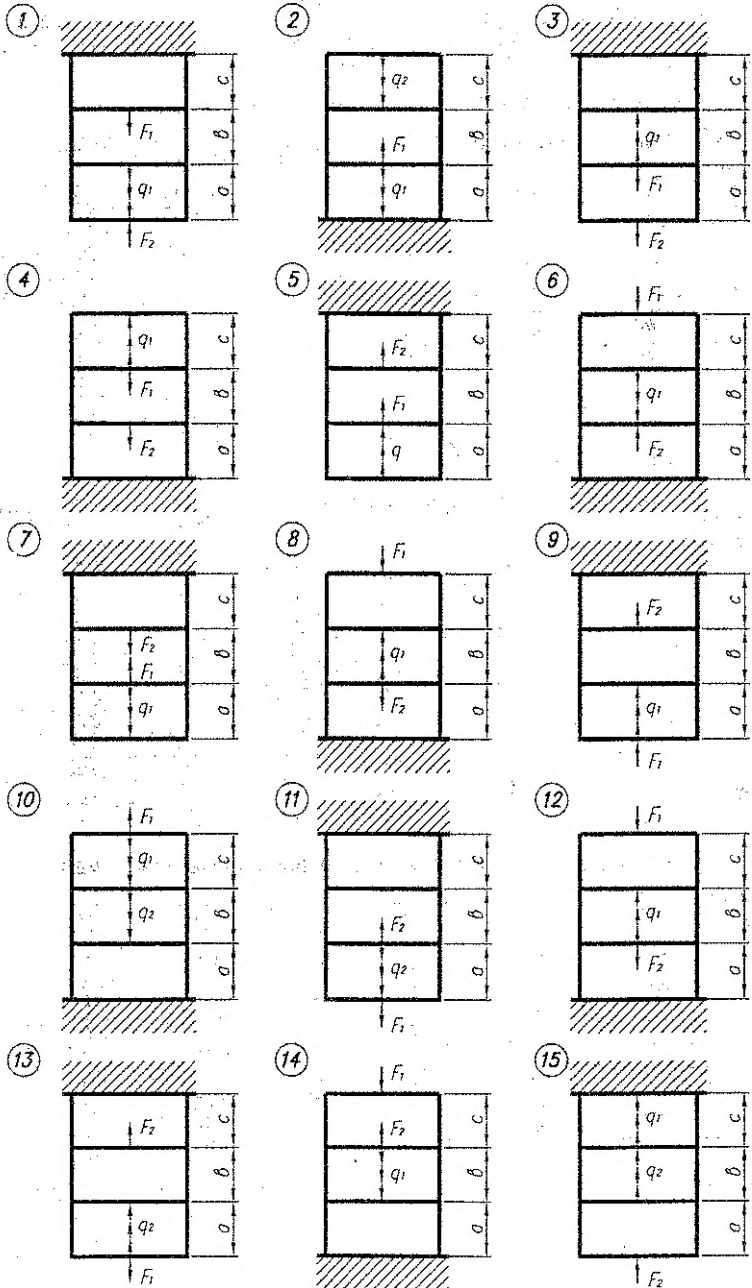 1 2 3
c q2 c c
F1 в F1 в q1 в
q1 a q1 a F1 a
F2 F2
4 5 6
F1
q1 c F2 c c
F1 в F1 в q1 в
F2 a q a F2 a
7 8 9
F1
c c F2 c
F2 в q1 в в
F1
q1 a F2 a q1 a
F1
10 11 12
F1 F1
q1 c c c
q2 в F2 в q1 в
a q2 a F2 a
F1
13 14 15
F1
F2 c F2 c q1 c
в q1 в q2 в
q2 a a a
F1 F2